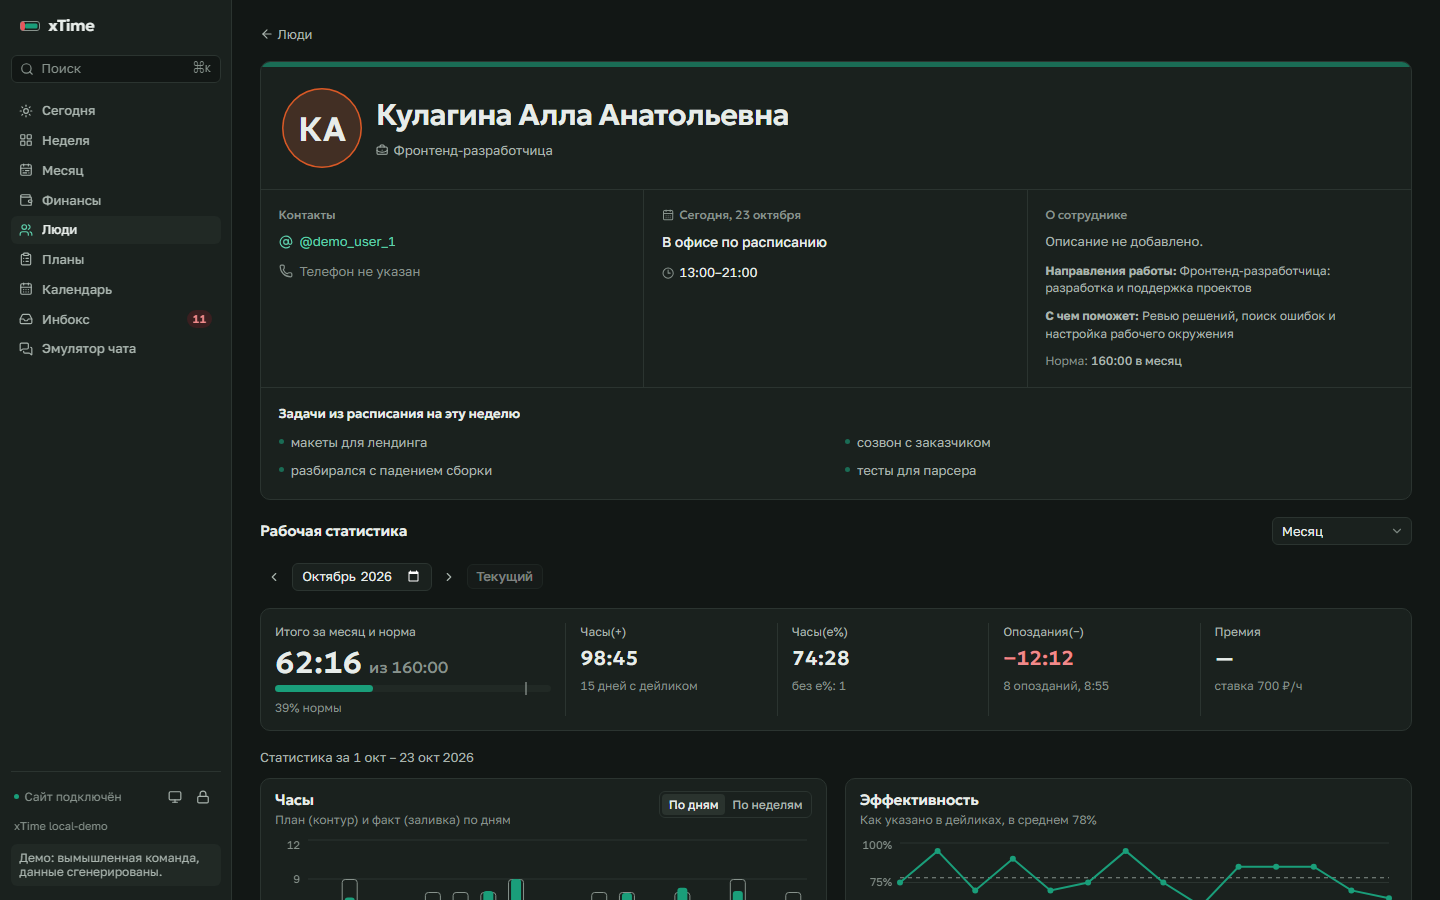 xTime
Поиск ⌘K
Сегодня
Неделя
Месяц
Финансы
Люди
Планы
Календарь
Инбокс 11
Эмулятор чата
Сайт подключён
xTime local-demo
Демо: вымышленная команда,
данные сгенерированы.
← Люди
КА
Кулагина Алла Анатольевна
Фронтенд-разработчица
Контакты
@demo_user_1
Телефон не указан
Сегодня, 23 октября
В офисе по расписанию
13:00–21:00
О сотруднике
Описание не добавлено.
Направления работы: Фронтенд-разработчица:
разработка и поддержка проектов
С чем поможет: Ревью решений, поиск ошибок и
настройка рабочего окружения
Норма: 160:00 в месяц
Задачи из расписания на эту неделю
макеты для лендинга
созвон с заказчиком
разбирался с падением сборки
тесты для парсера
Рабочая статистика
Месяц
Октябрь 2026
Текущий
Итого за месяц и норма
62:16 из 160:00
39% нормы
Часы(+)
98:45
15 дней с дейликом
Часы(е%)
74:28
без е%: 1
Опоздания(−)
−12:12
8 опозданий, 8:55
Премия
—
ставка 700 ₽/ч
Статистика за 1 окт – 23 окт 2026
Часы
План (контур) и факт (заливка) по дням
По дням По неделям
12
9
Эффективность
Как указано в дейликах, в среднем 78%
100%
75%